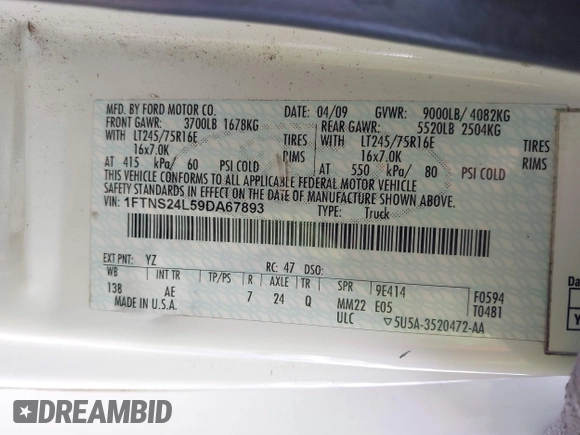 MFD. BY FORD MOTOR CO.
DATE: 04/09 GVWR: 9000LB/ 4082KG
FRONT GAWR: 3700LB 1678KG
REAR GAWR: 5520LB 2504KG
WITH LT245/75R16E TIRES
WITH LT245/75R16E TIRES
16x7.0K RIMS
16x7.0K RIMS
AT 415 kPa/ 60 PSI COLD
AT 550 kPa/ 80 PSI COLD
THIS VEHICLE CONFORMS TO ALL APPLICABLE FEDERAL MOTOR VEHICLE
SAFETY STANDARDS IN EFFECT ON THE DATE OF MANUFACTURE SHOWN ABOVE.
VIN: 1FTNS24L59DA67893
TYPE: Truck
EXT PNT: YZ RC: 47 DSO:
WB INT TR TP/PS R AXLE TR SPR 9E414 F0594
138 AE 7 24 Q MM22 E05 T0481
MADE IN U.S.A. ULC ▽5U5A-3520472-AA
Da
Y
DREAMBID